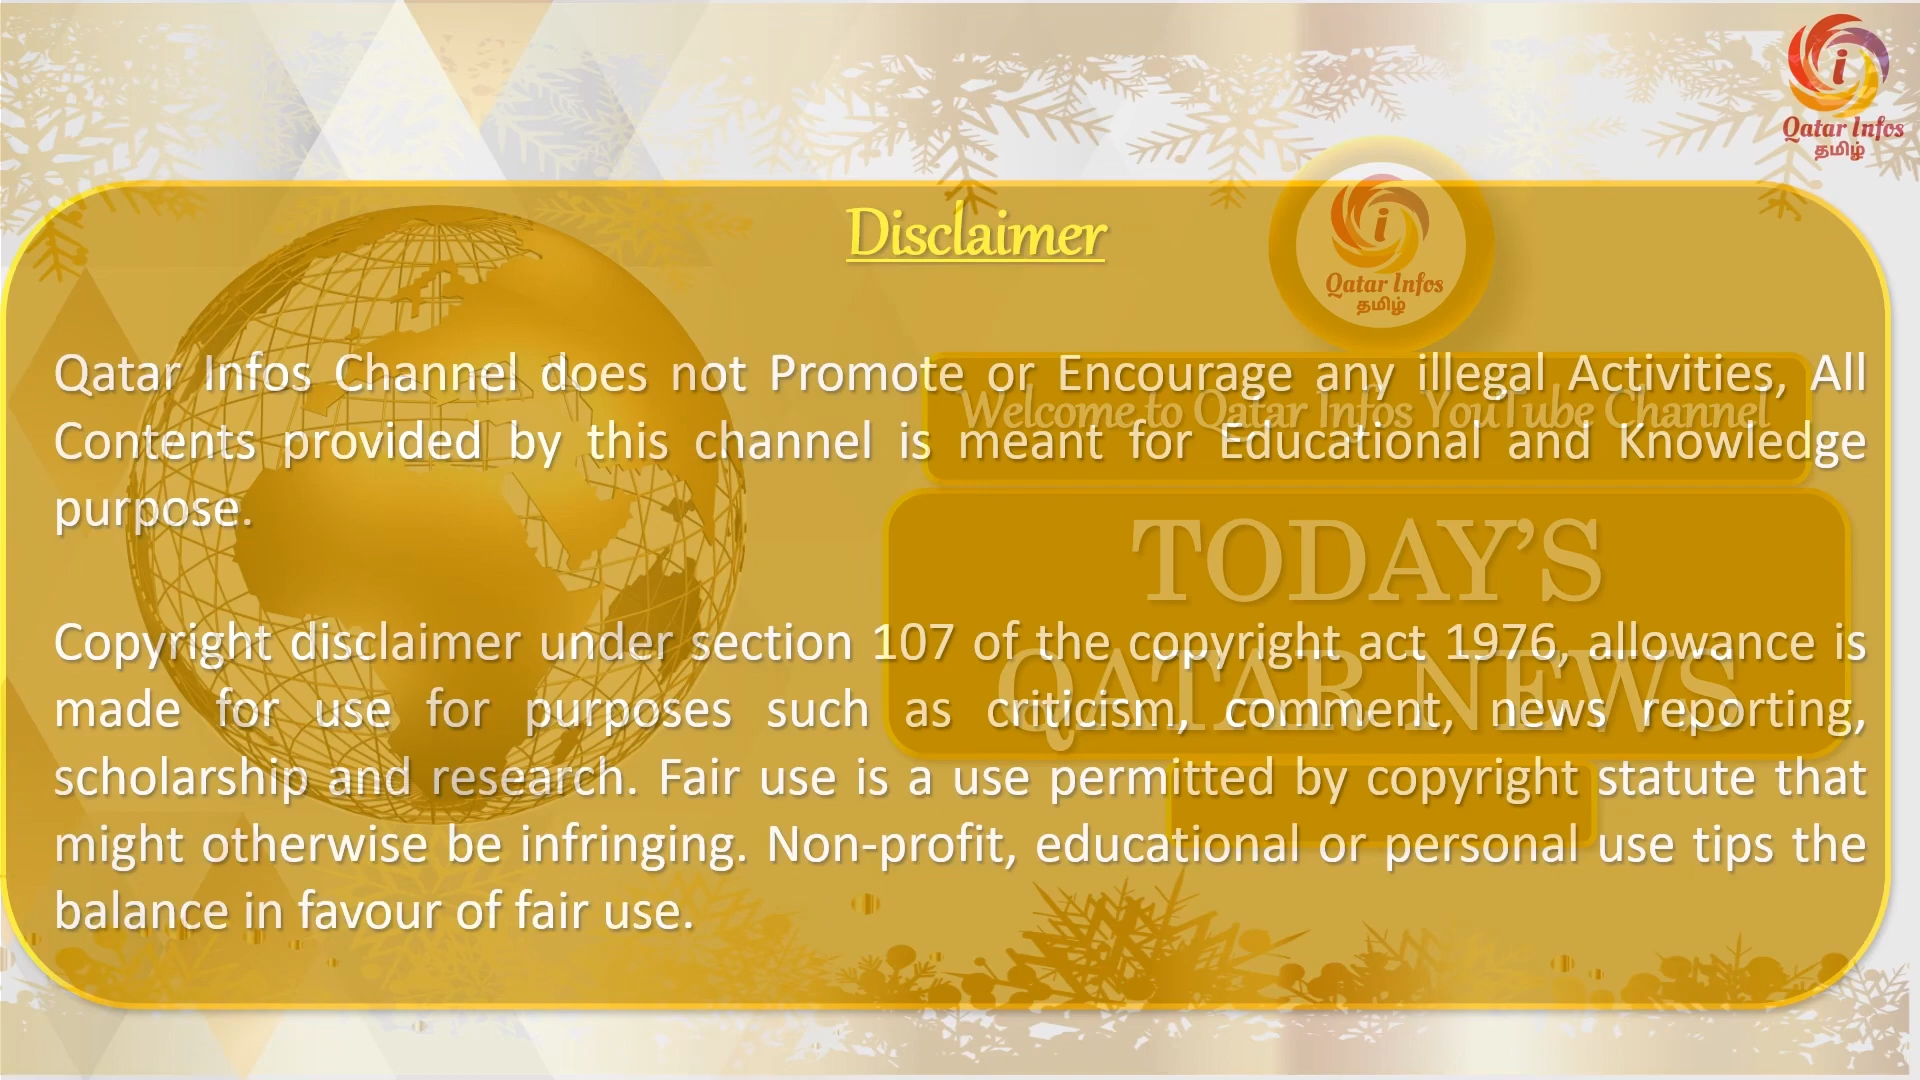 Qatar Infos
தமிழ்
Disclaimer
Qatar Infos
தமிழ்
Qatar Infos Channel does not Promote or Encourage any illegal Activities, All
Welcome to Qatar Infos YouTube Channel
Contents provided by this channel is meant for Educational and Knowledge
purpose.
TODAY’S
Copyright disclaimer under section 107 of the copyright act 1976, allowance is
QATAR NEWS
made for use for purposes such as criticism, comment, news reporting,
scholarship and research. Fair use is a use permitted by copyright statute that
might otherwise be infringing. Non-profit, educational or personal use tips the
balance in favour of fair use.